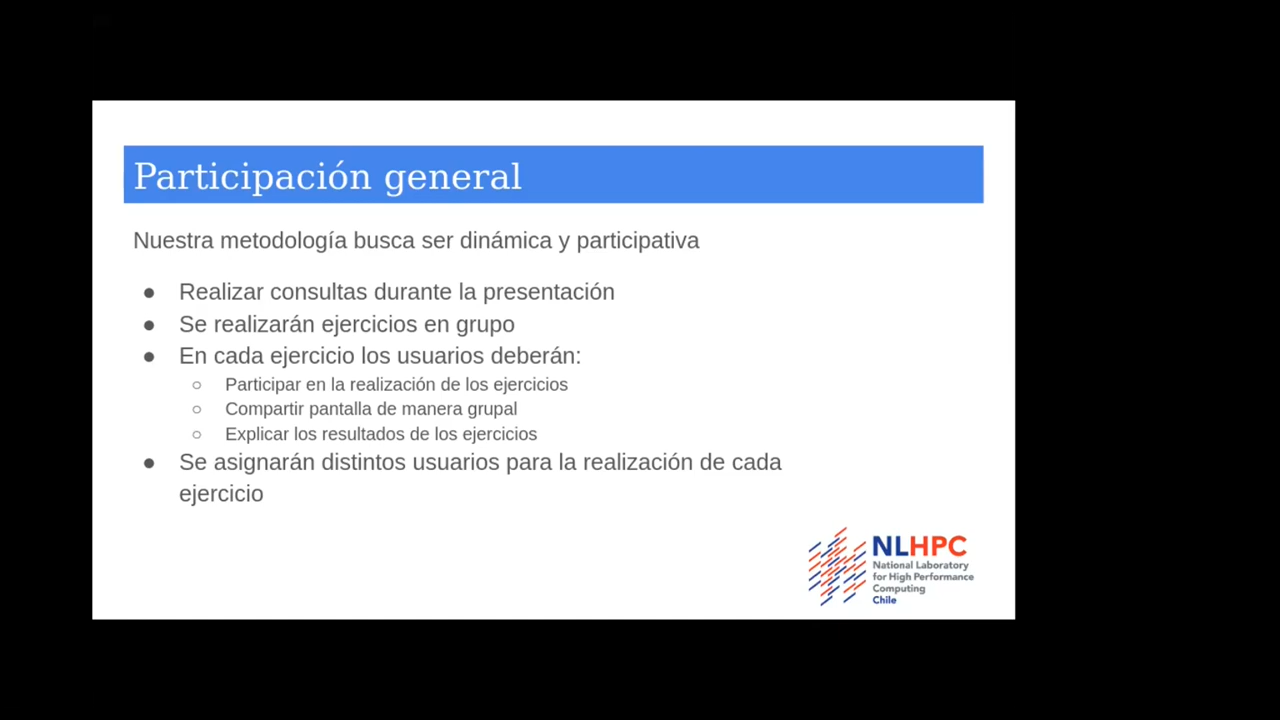 Participación general
Nuestra metodología busca ser dinámica y participativa
● Realizar consultas durante la presentación
● Se realizarán ejercicios en grupo
● En cada ejercicio los usuarios deberán:
○ Participar en la realización de los ejercicios
○ Compartir pantalla de manera grupal
○ Explicar los resultados de los ejercicios
● Se asignarán distintos usuarios para la realización de cada
ejercicio
NLHPC
National Laboratory
for High Performance
Computing
Chile